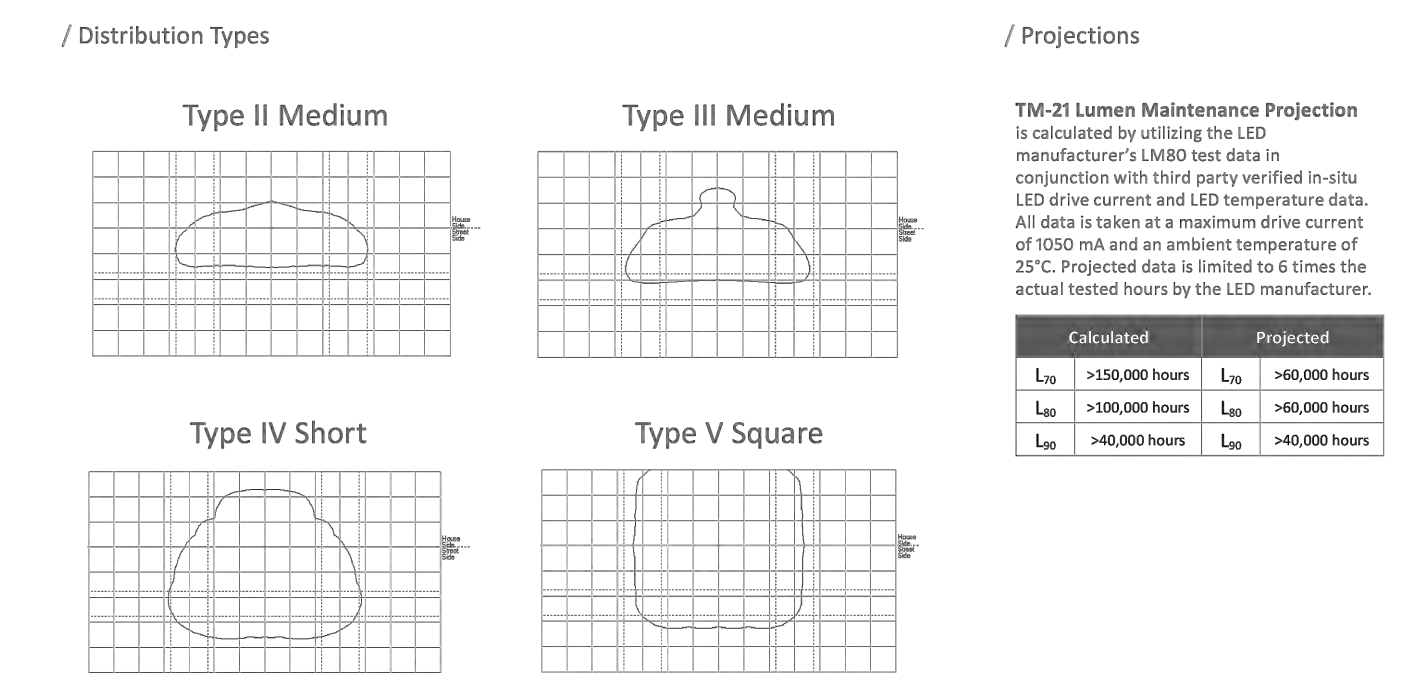 / Distribution Types
/ Projections
Type II Medium
House
Side
Street
Side
Type III Medium
House
Side
Street
Side
Type IV Short
House
Side
Street
Side
Type V Square
House
Side
Street
Side
TM-21 Lumen Maintenance Projection
is calculated by utilizing the LED
manufacturer's LM80 test data in
conjunction with third party verified in-situ
LED drive current and LED temperature data.
All data is taken at a maximum drive current
of 1050 mA and an ambient temperature of
25°C. Projected data is limited to 6 times the
actual tested hours by the LED manufacturer.
Calculated Projected
L70 >150,000 hours L70 >60,000 hours
L80 >100,000 hours L80 >60,000 hours
L90 >40,000 hours L90 >40,000 hours